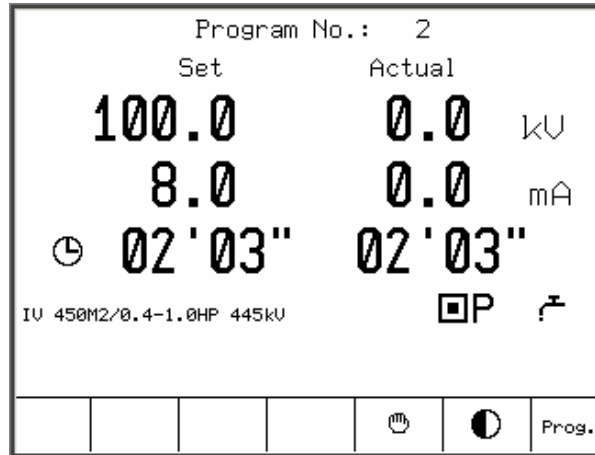 Program No.: 2
Set Actual
100.0 0.0 kV
8.0 0.0 mA
02'03" 02'03"
IV 450M2/0.4-1.0HP 445kV P
Prog.